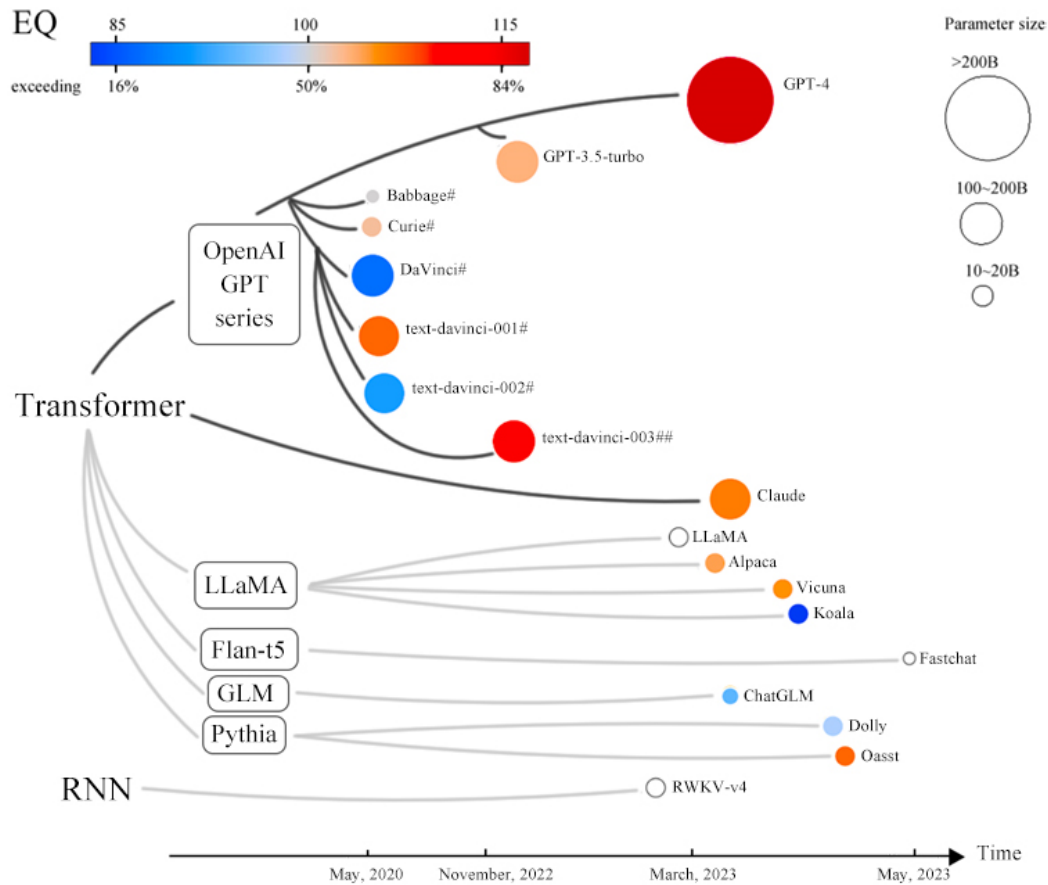 EQ
85 100 115
exceeding 16% 50% 84%
Parameter size
>200B
100~200B
10~20B
GPT-4
GPT-3.5-turbo
Babbage#
Curie#
DaVinci#
text-davinci-001#
text-davinci-002#
text-davinci-003##
OpenAI
GPT
series
Transformer
Claude
LLaMA
LLaMA
Alpaca
Vicuna
Koala
Flan-t5
Fastchat
GLM
ChatGLM
Pythia
Dolly
Oasst
RNN
RWKV-v4
Time
May, 2020 November, 2022 March, 2023 May, 2023